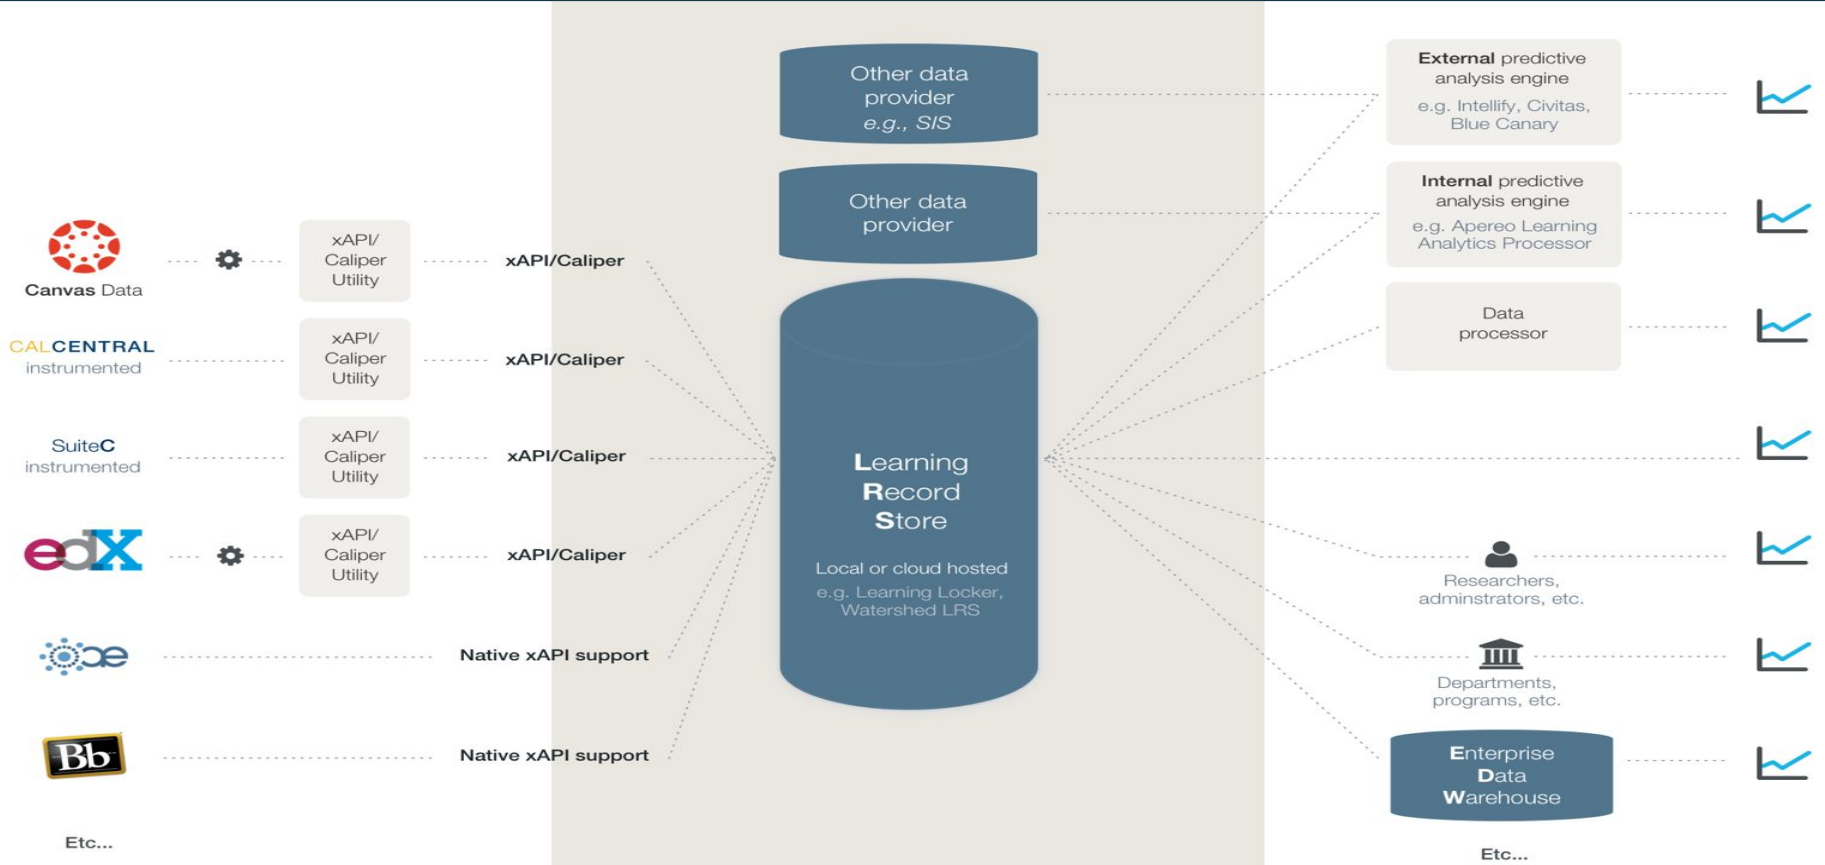 Canvas Data
CALCENTRAL
instrumented
SuiteC
instrumented
edX
Bb
Etc...
xAPI/
Caliper
Utility
xAPI/
Caliper
Utility
xAPI/
Caliper
Utility
xAPI/
Caliper
Utility
xAPI/Caliper
xAPI/Caliper
xAPI/Caliper
xAPI/Caliper
Native xAPI support
Native xAPI support
Other data
provider
e.g., SIS
Other data
provider
Learning
Record
Store
Local or cloud hosted
e.g. Learning Locker,
Watershed LRS
External predictive
analysis engine
e.g. Intellify, Civitas,
Blue Canary
Internal predictive
analysis engine
e.g. Apereo Learning
Analytics Processor
Data
processor
Researchers,
adminstrators, etc.
Departments,
programs, etc.
Enterprise
Data
Warehouse
Etc...